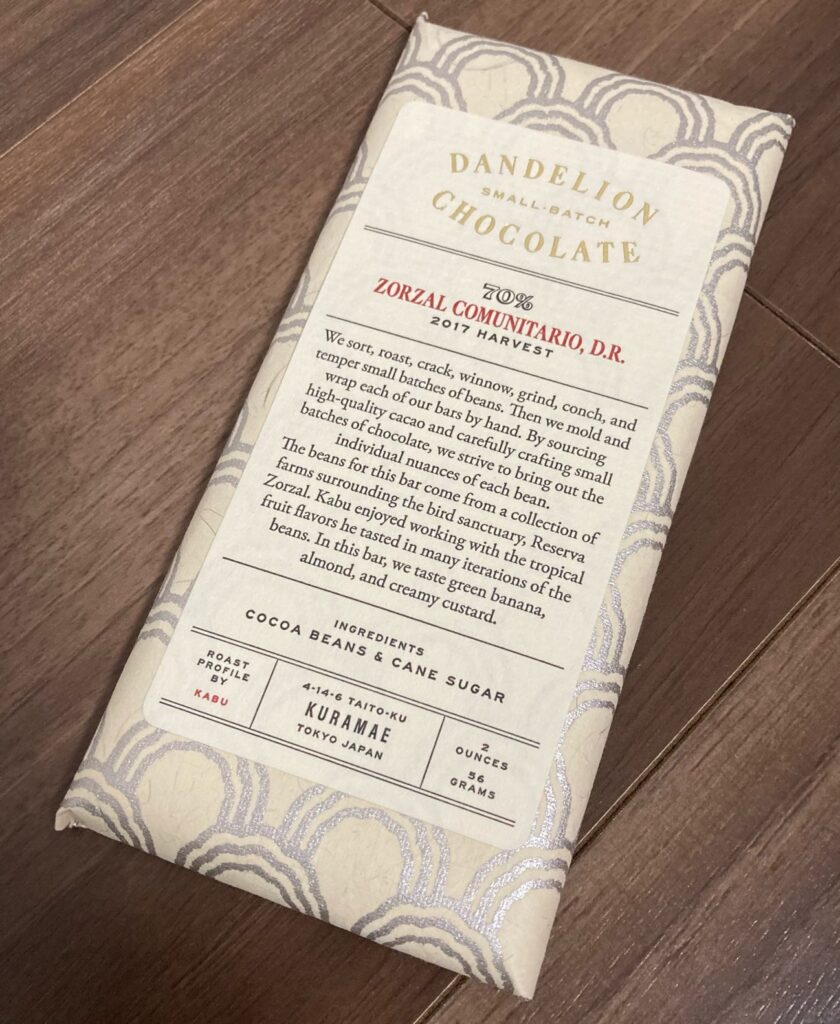 DANDELION
SMALL-BATCH
CHOCOLATE
70%
ZORZAL COMUNITARIO, D.R.
2017 HARVEST
We sort, roast, crack, winnow, grind, conch, and
temper small batches of beans. Then we mold and
wrap each of our bars by hand. By sourcing
high-quality cacao and carefully crafting small
batches of chocolate, we strive to bring out the
individual nuances of each bean.
The beans for this bar come from a collection of
farms surrounding the bird sanctuary, Reserva
Zorzal. Kabu enjoyed working with the tropical
fruit flavors he tasted in many iterations of the
beans. In this bar, we taste green banana,
almond, and creamy custard.
INGREDIENTS
COCOA BEANS & CANE SUGAR
ROAST
PROFILE
BY
KABU
4-14-6 TAITO-KU
KURAMAE
TOKYO JAPAN
2
OUNCES
56
GRAMS